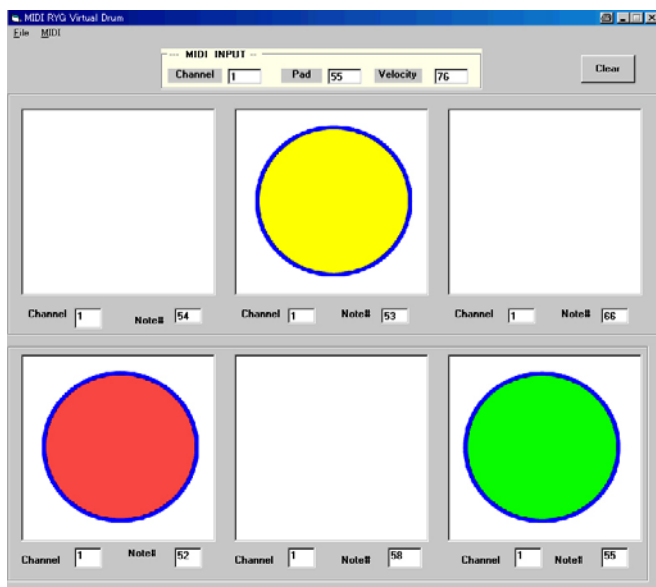 MIDI RYG Virtual Drum
File MIDI
--- MIDI INPUT --
Channel 1 Pad 55 Velocity 76
Clear
Channel 1 Note# 54 Channel 1 Note# 53 Channel 1 Note# 66
Channel 1 Note# 52 Channel 1 Note# 58 Channel 1 Note# 55